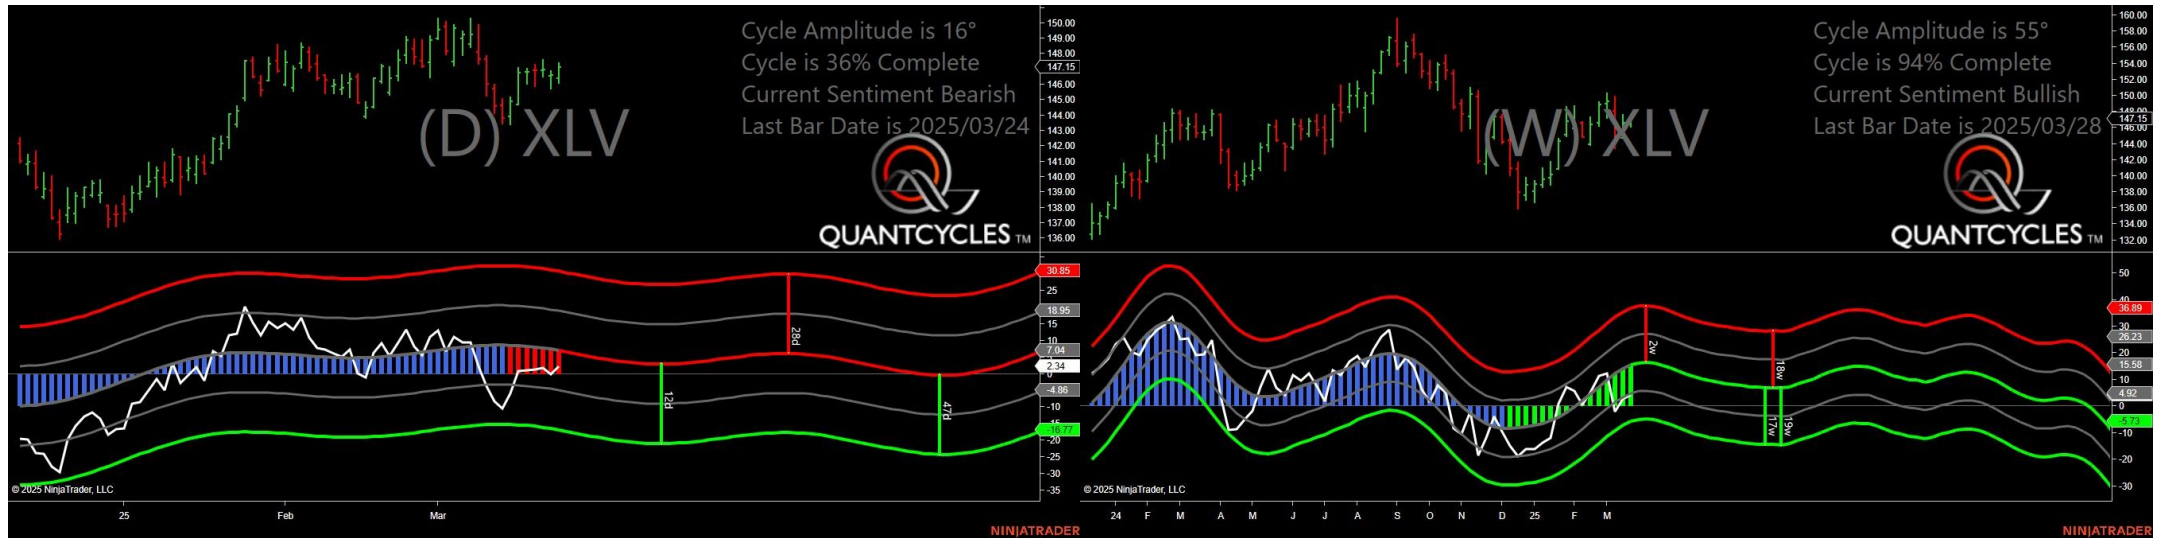 Cycle Amplitude is 16°
Cycle is 36% Complete
Current Sentiment Bearish
Last Bar Date is 2025/03/24
(D) XLV
QUANTCYCLES TM
150.00
149.00
148.00
147.15
146.00
145.00
144.00
143.00
142.00
141.00
140.00
139.00
138.00
137.00
136.00
30.85
25
18.95
15
10
7.04
2.34
0
-4.86
-10
-16.77
-20
-25
-30
-35
28d
12d
47d
© 2025 NinjaTrader, LLC
25
Feb
Mar
NINJATRADER
Cycle Amplitude is 55°
Cycle is 94% Complete
Current Sentiment Bullish
Last Bar Date is 2025/03/28
(W) XLV
QUANTCYCLES TM
160.00
158.00
156.00
154.00
152.00
150.00
148.00
147.15
146.00
144.00
142.00
140.00
138.00
136.00
134.00
132.00
50
40
36.89
30
26.23
20
15.58
10
4.92
0
-5.73
-10
-20
-30
2w
18w
17w
19w
© 2025 NinjaTrader, LLC
24
F
M
A
M
J
J
A
S
O
N
D
25
F
M
NINJATRADER